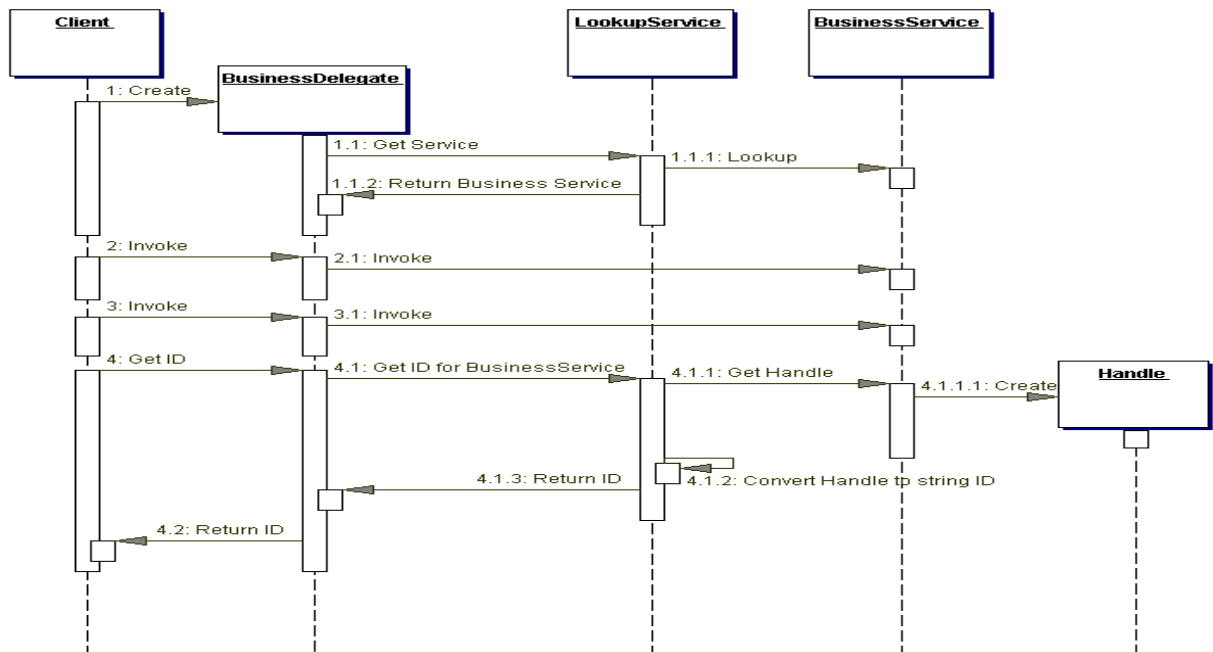 Client
LookupService
BusinessService
BusinessDelegate
1: Create
1.1: Get Service
1.1.1: Lookup
1.1.2: Return Business Service
2: Invoke
2.1: Invoke
3: Invoke
3.1: Invoke
4: Get ID
4.1: Get ID for BusinessService
4.1.1: Get Handle
4.1.1.1: Create
Handle
4.1.2: Convert Handle to string ID
4.1.3: Return ID
4.2: Return ID